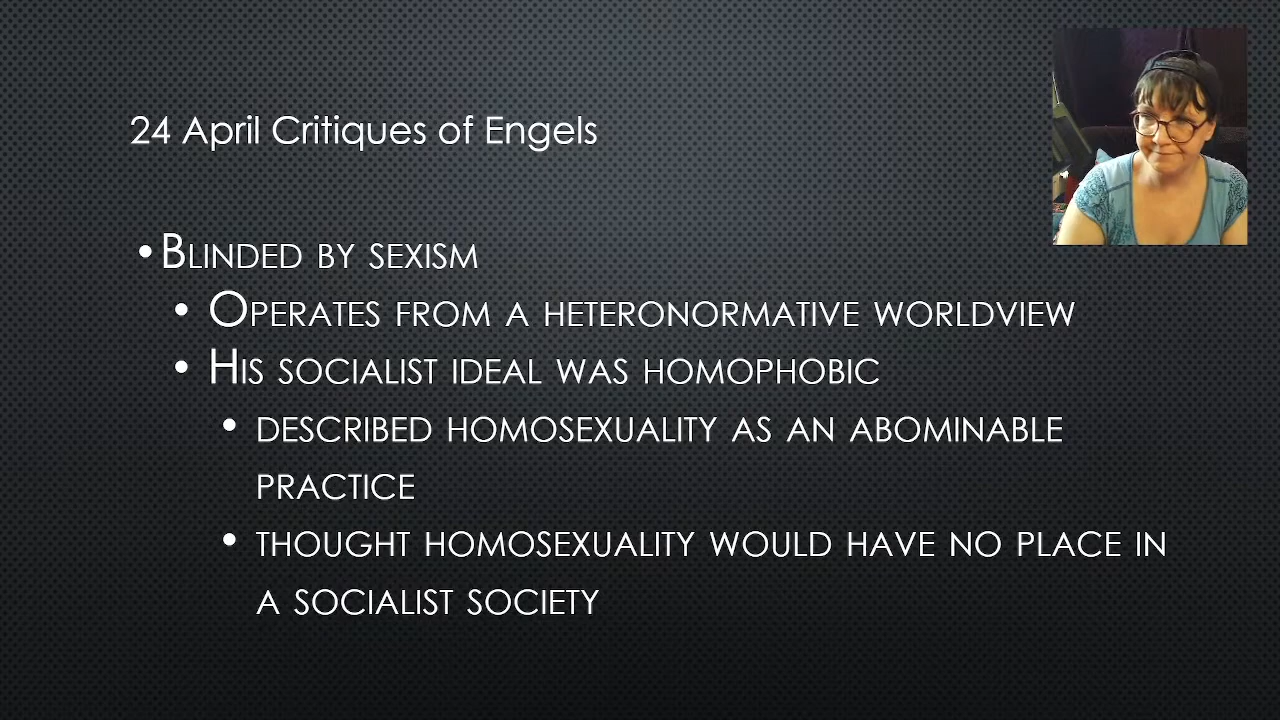 24 April Critiques of Engels
•BLINDED BY SEXISM
• OPERATES FROM A HETERONORMATIVE WORLDVIEW
• HIS SOCIALIST IDEAL WAS HOMOPHOBIC
• DESCRIBED HOMOSEXUALITY AS AN ABOMINABLE
PRACTICE
• THOUGHT HOMOSEXUALITY WOULD HAVE NO PLACE IN
A SOCIALIST SOCIETY